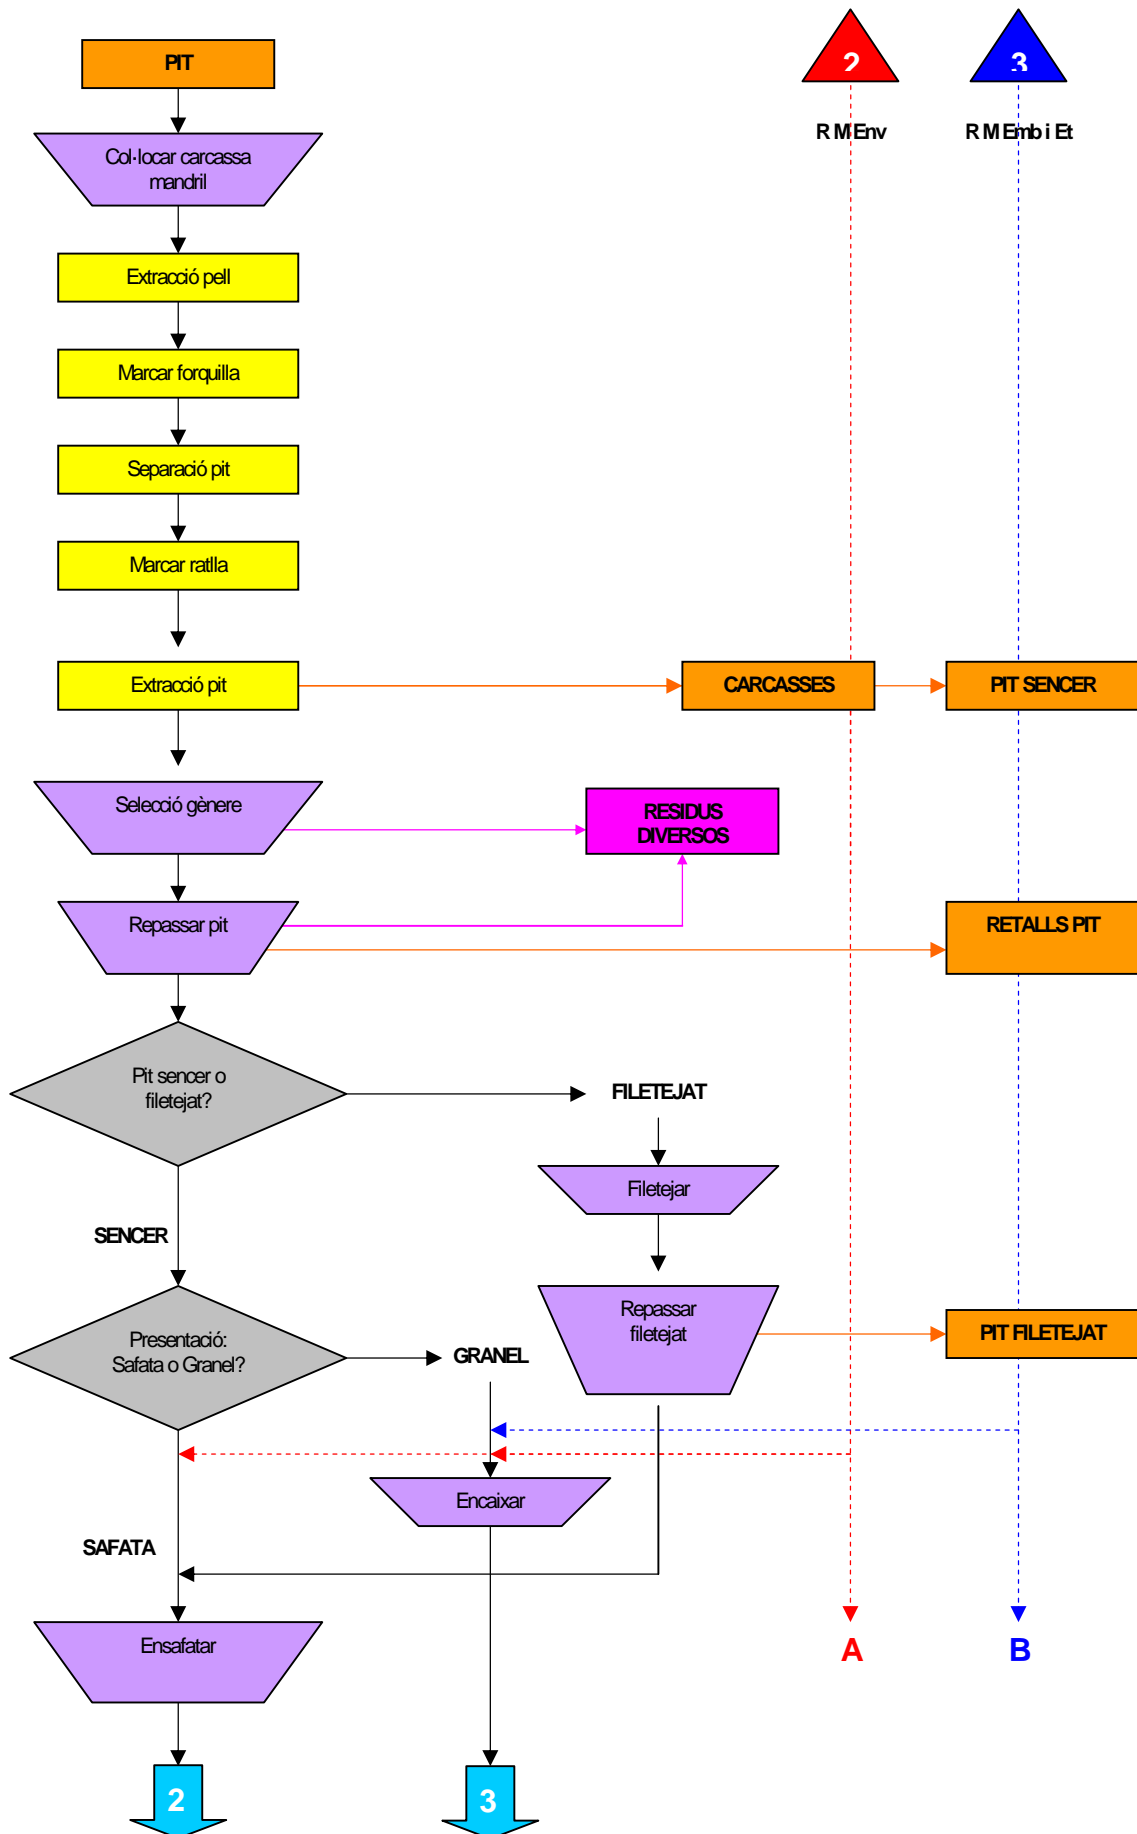 PIT
2
3
R M Env
R M Emb i Et
Col·locar carcassa
mandril
Extracció pell
Marcar forquilla
Separació pit
Marcar ratlla
Extracció pit
CARCASSES
PIT SENCER
Selecció gènere
RESIDUS
DIVERSOS
Repassar pit
RETALLS PIT
Pit sencer o
filetejat?
FILETEJAT
Filetejar
SENCER
Presentació:
Safata o Granel?
GRANEL
Repassar
filetejat
PIT FILETEJAT
Encaixar
SAFATA
Ensafatar
A
B
2
3